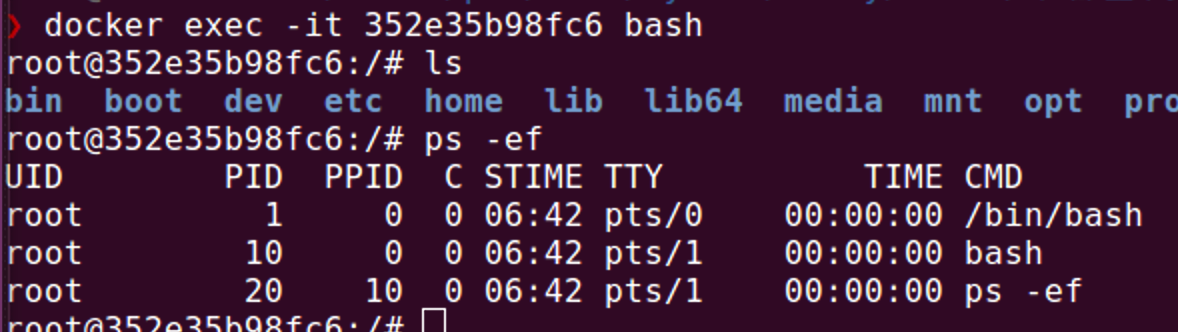 ❯ docker exec -it 352e35b98fc6 bash
root@352e35b98fc6:/# ls
bin  boot  dev  etc  home  lib  lib64  media  mnt  opt  pro
root@352e35b98fc6:/# ps -ef
UID          PID    PPID  C STIME TTY          TIME CMD
root           1       0  0 06:42 pts/0    00:00:00 /bin/bash
root          10       0  0 06:42 pts/1    00:00:00 bash
root          20      10  0 06:42 pts/1    00:00:00 ps -ef
root@352e35b98fc6:/#